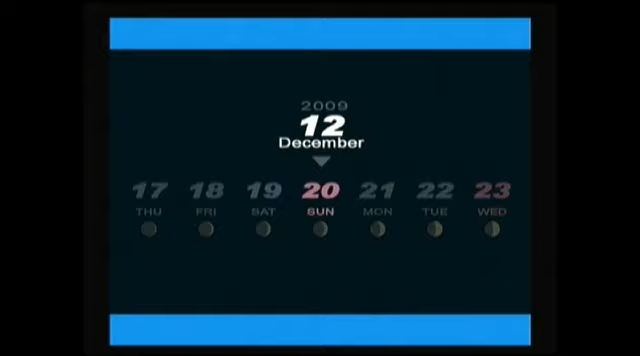 2009
12
December
17 18 19 20 21 22 23
THU FRI SAT SUN MON TUE WED